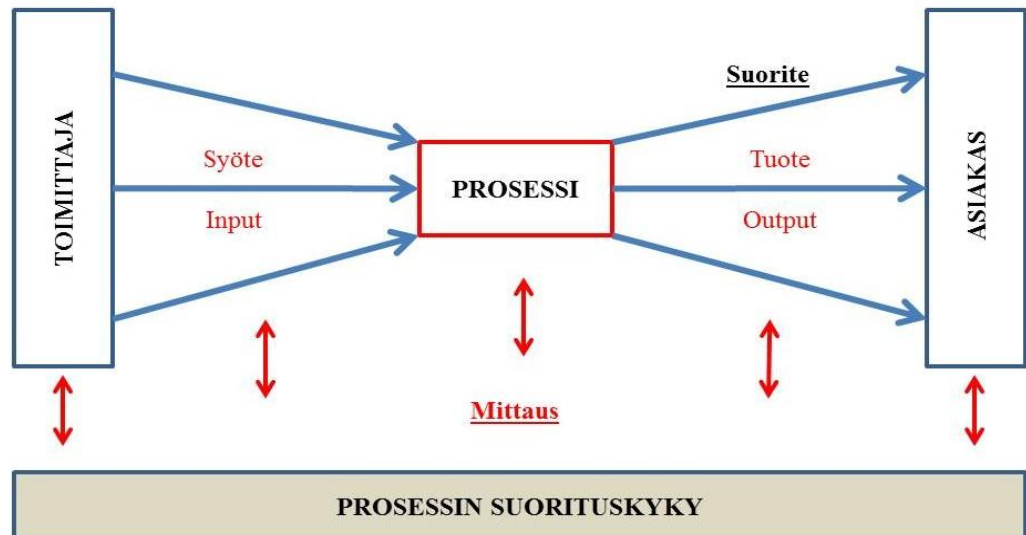 TOIMITTAJA
Syöte
Input
PROSESSI
Suorite
Tuote
Output
ASIAKAS
Mittaus
PROSESSIN SUORITUSKYKY